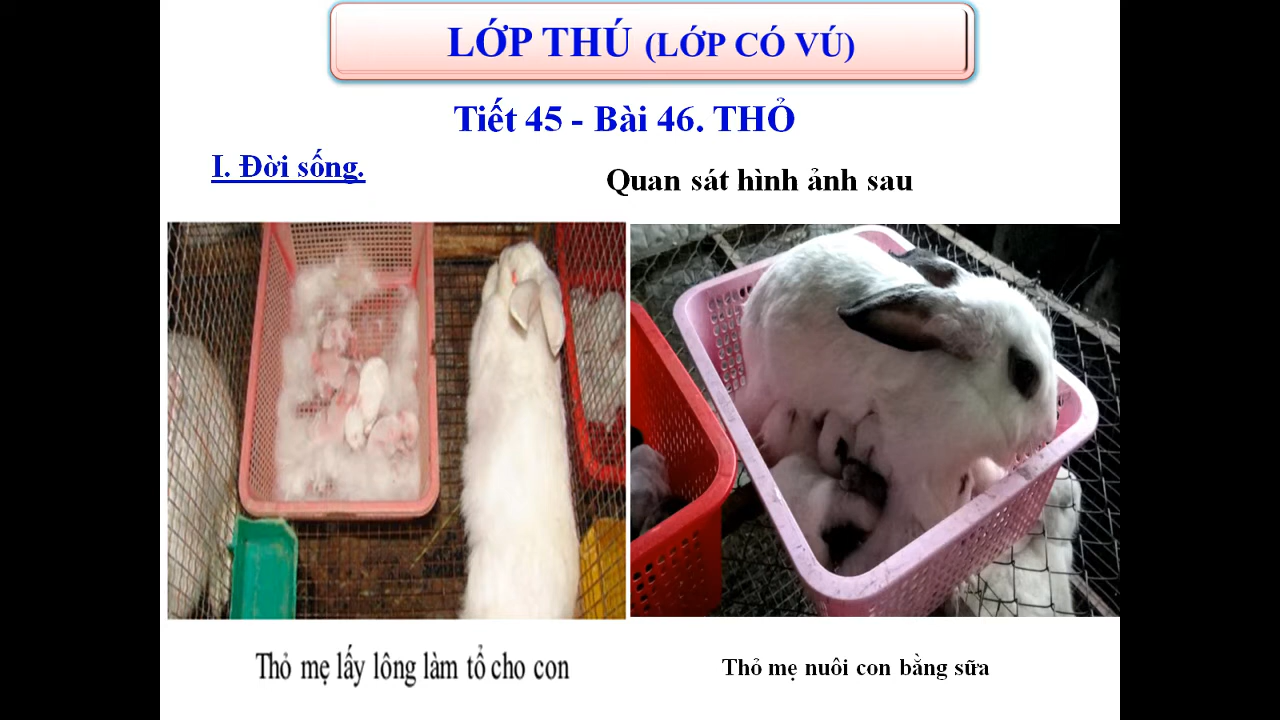 LỚP THÚ (LỚP CÓ VÚ)
Tiết 45 - Bài 46. THỎ
I. Đời sống.
Quan sát hình ảnh sau
Thỏ mẹ lấy lông làm tổ cho con
Thỏ mẹ nuôi con bằng sữa